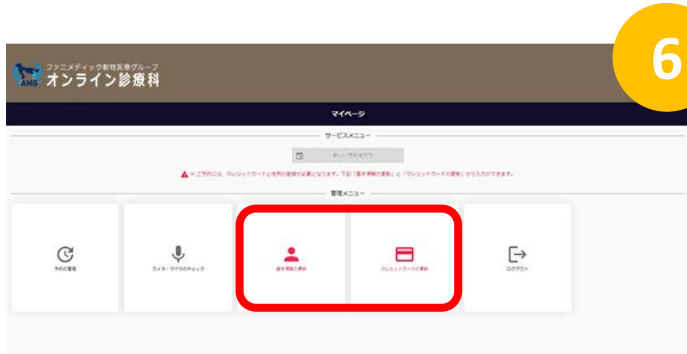 6
ファニメディック動物医療グループ
AMG オンライン診療科
マイページ
サービスメニュー
新しい予約を行う
※ ご予約には、クレジットカードと住所の登録が必要となります。下記「基本情報の更新」と「クレジットカードの更新」から入力ができます。
管理メニュー
予約の管理
カメラ・マイクのチェック
基本情報の更新
クレジットカードの更新
ログアウト